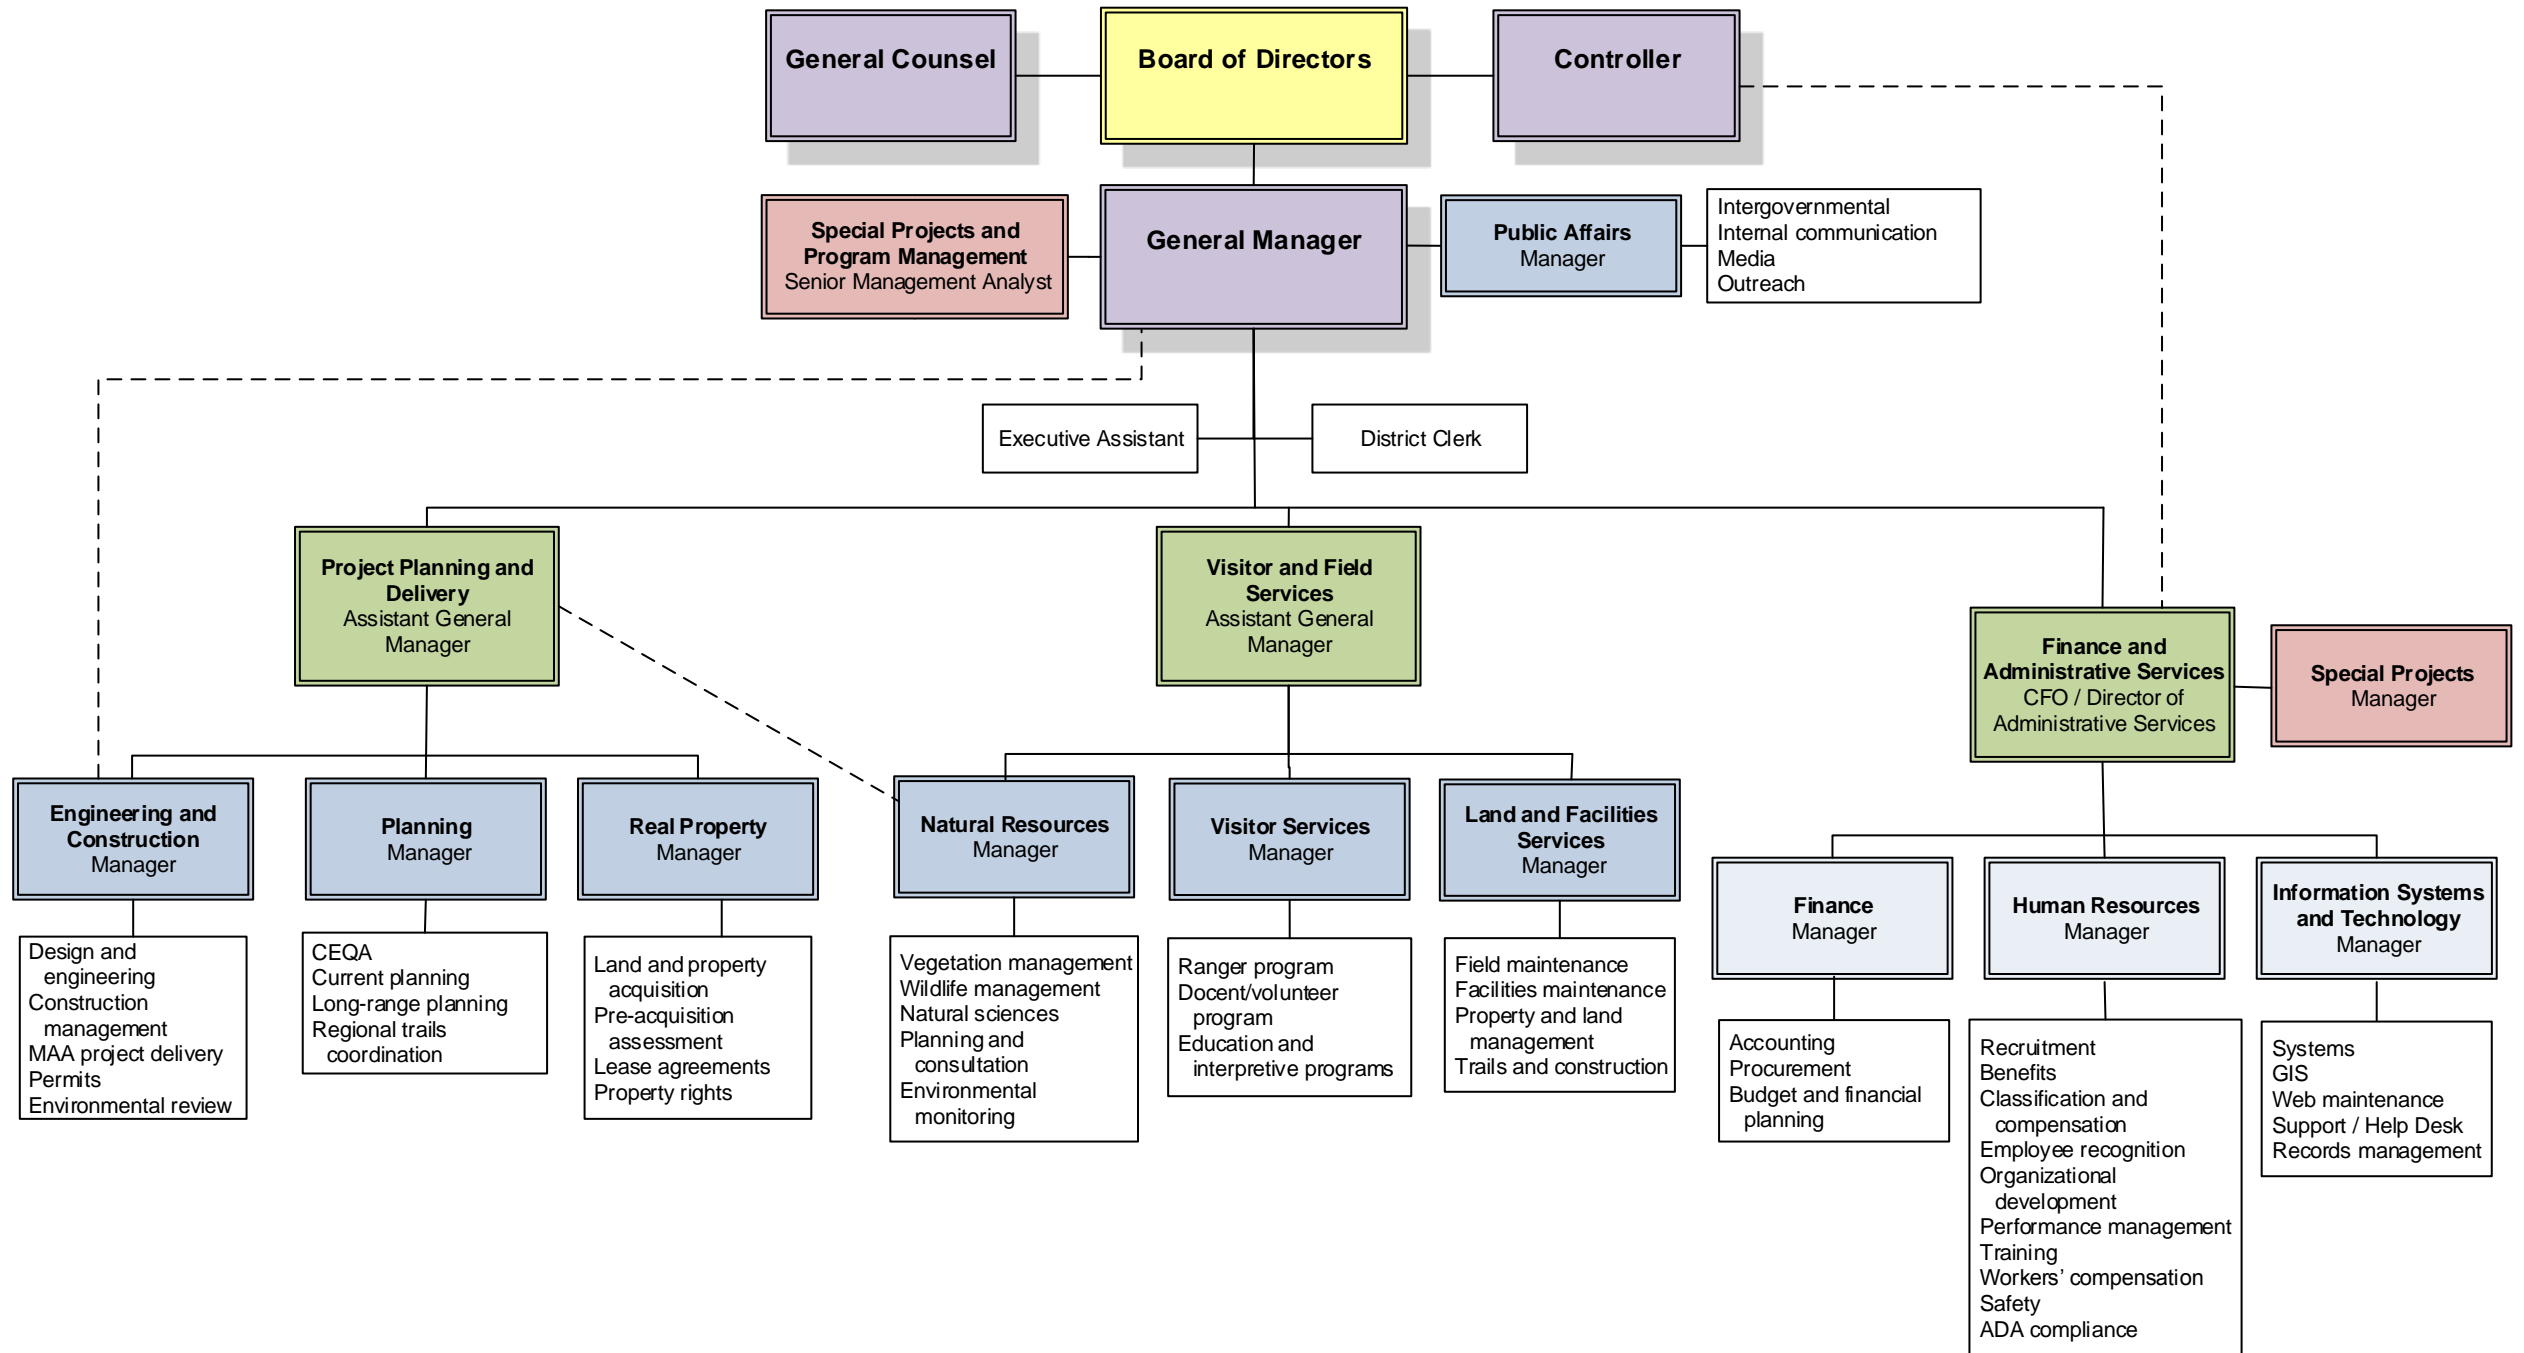 General Counsel
Board of Directors
Controller
Special Projects and
Program Management
Senior Management Analyst
General Manager
Public Affairs
Manager
Intergovernmental
Internal communication
Media
Outreach
Executive Assistant
District Clerk
Project Planning and
Delivery
Assistant General
Manager
Visitor and Field
Services
Assistant General
Manager
Finance and
Administrative Services
CFO / Director of
Administrative Services
Special Projects
Manager
Engineering and
Construction
Manager
Planning
Manager
Real Property
Manager
Natural Resources
Manager
Visitor Services
Manager
Land and Facilities
Services
Manager
Finance
Manager
Human Resources
Manager
Information Systems
and Technology
Manager
Design and
engineering
Construction
management
MAA project delivery
Permits
Environmental review
CEQA
Current planning
Long-range planning
Regional trails
coordination
Land and property
acquisition
Pre-acquisition
assessment
Lease agreements
Property rights
Vegetation management
Wildlife management
Natural sciences
Planning and
consultation
Environmental
monitoring
Ranger program
Docent/volunteer
program
Education and
interpretive programs
Field maintenance
Facilities maintenance
Property and land
management
Trails and construction
Accounting
Procurement
Budget and financial
planning
Recruitment
Benefits
Classification and
compensation
Employee recognition
Organizational
development
Performance management
Training
Workers’ compensation
Safety
ADA compliance
Systems
GIS
Web maintenance
Support / Help Desk
Records management